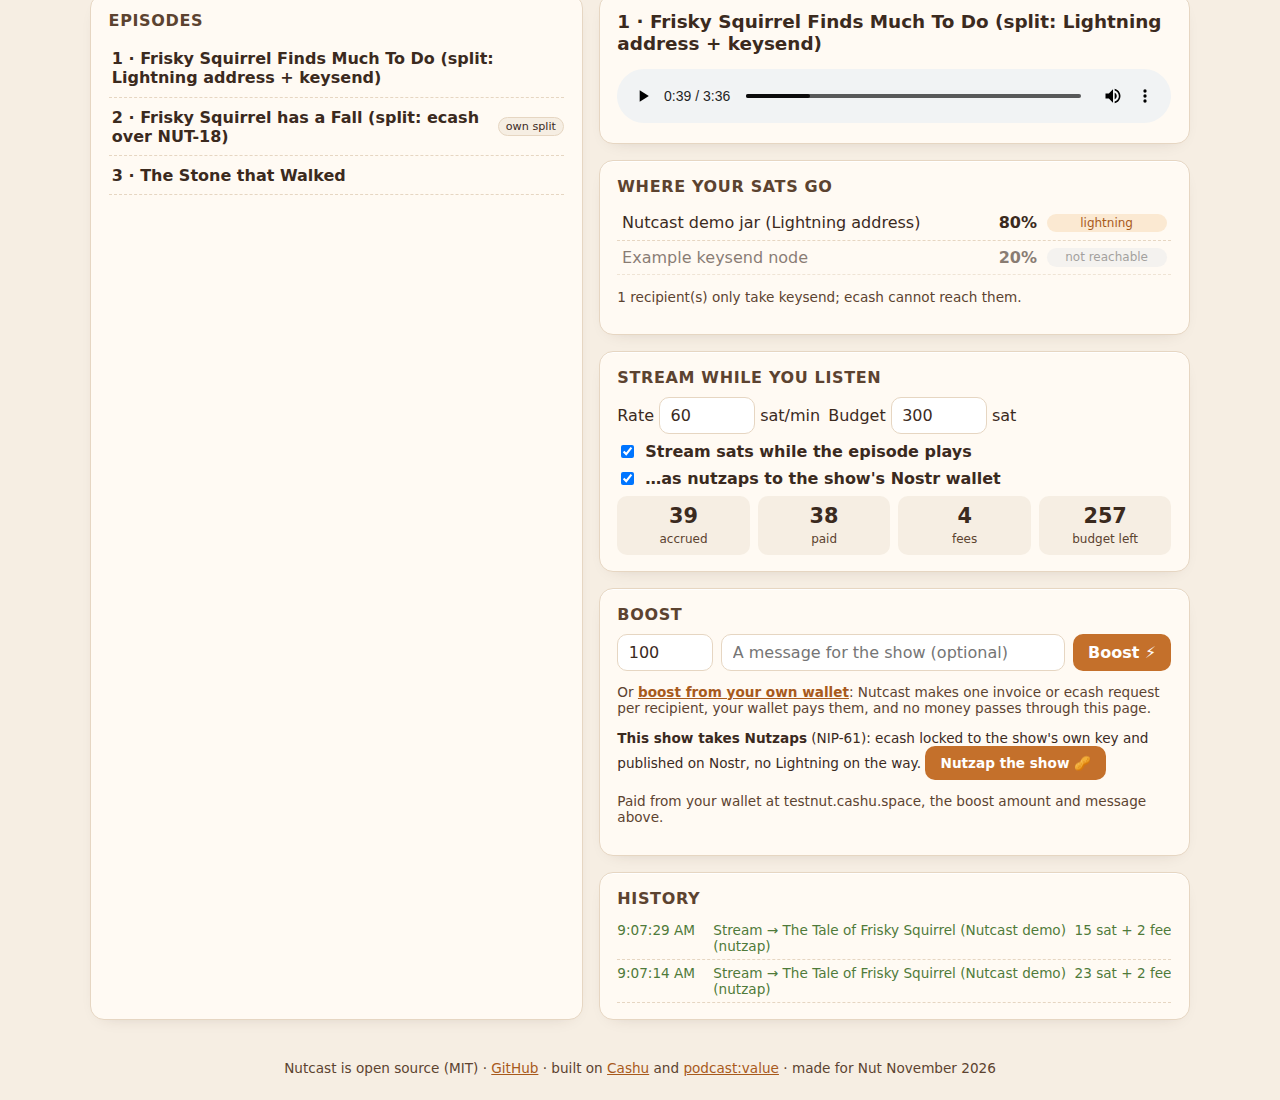 EPISODES
1 · Frisky Squirrel Finds Much To Do (split:
Lightning address + keysend)
2 · Frisky Squirrel has a Fall (split: ecash
over NUT-18)
own split
3 · The Stone that Walked
1 · Frisky Squirrel Finds Much To Do (split: Lightning
address + keysend)
0:39 / 3:36
WHERE YOUR SATS GO
Nutcast demo jar (Lightning address) 80% lightning
Example keysend node 20% not reachable
1 recipient(s) only take keysend; ecash cannot reach them.
STREAM WHILE YOU LISTEN
Rate 60 sat/min Budget 300 sat
Stream sats while the episode plays
…as nutzaps to the show's Nostr wallet
39 38 4 257
accrued paid fees budget left
BOOST
100 A message for the show (optional) Boost ⚡
Or boost from your own wallet: Nutcast makes one invoice or ecash request
per recipient, your wallet pays them, and no money passes through this page.
This show takes Nutzaps (NIP-61): ecash locked to the show's own key and
published on Nostr, no Lightning on the way. Nutzap the show 🥜
Paid from your wallet at testnut.cashu.space, the boost amount and message
above.
HISTORY
9:07:29 AM Stream → The Tale of Frisky Squirrel (Nutcast demo) 15 sat + 2 fee
(nutzap)
9:07:14 AM Stream → The Tale of Frisky Squirrel (Nutcast demo) 23 sat + 2 fee
(nutzap)
Nutcast is open source (MIT) · GitHub · built on Cashu and podcast:value · made for Nut November 2026